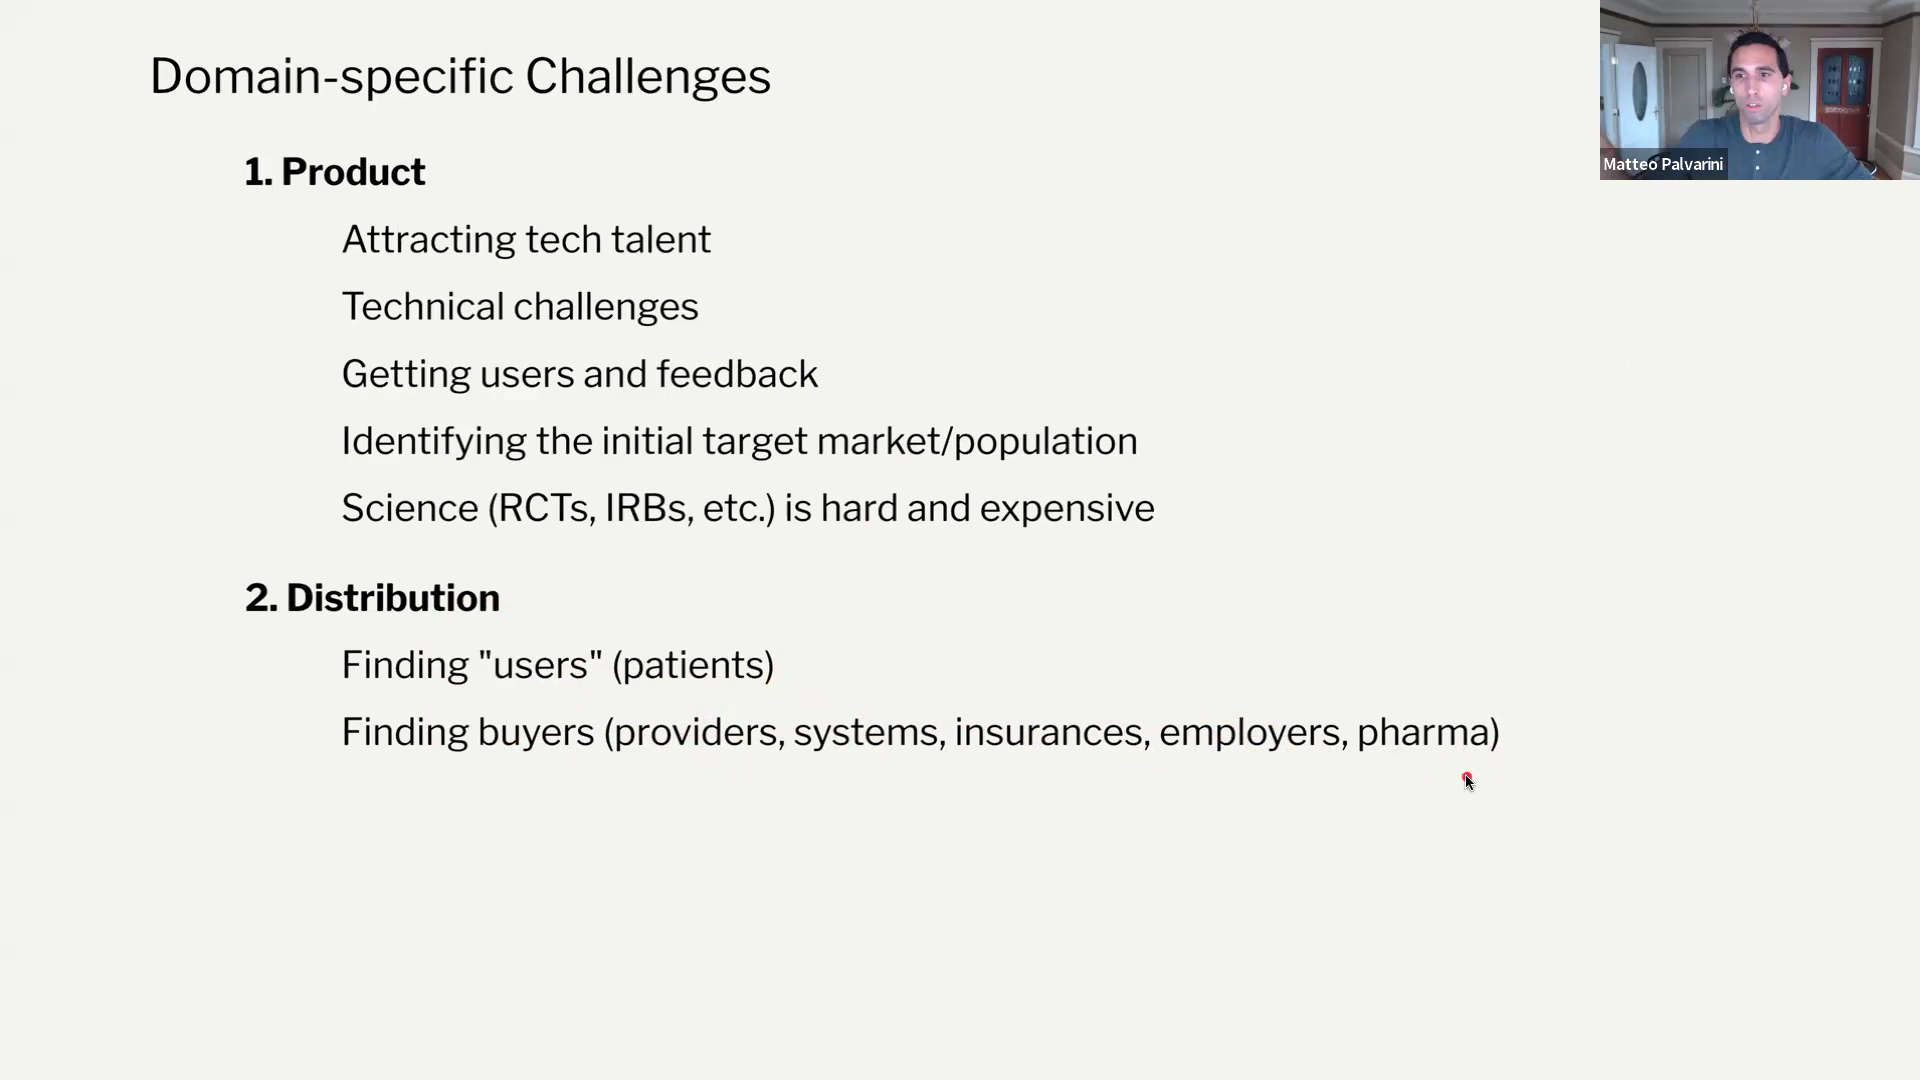 Domain-specific Challenges
Matteo Palvarini
1. Product
Attracting tech talent
Technical challenges
Getting users and feedback
Identifying the initial target market/population
Science (RCTs, IRBs, etc.) is hard and expensive
2. Distribution
Finding "users" (patients)
Finding buyers (providers, systems, insurances, employers, pharma)